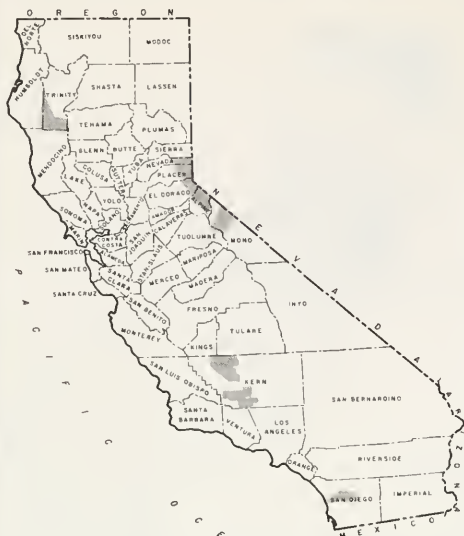 OREGON
DEL NORTE
SISKIYOU
MODOC
HUMBOLDT
TRINITY
SHASTA
LASSEN
TEHAMA
PLUMAS
MENDOCINO
GLENN
BUTTE
SIERRA
NEVADA
YUBA
COLUSA
LAKE
SUTTER
PLACER
EL DORADO
YOLO
NAPA
SONOMA
SOLANO
SACRAMENTO
AMADOR
ALPINE
CALAVERAS
MARIN
CONTRA COSTA
SAN JOAQUIN
TUOLUMNE
MONO
SAN FRANCISCO
ALAMEDA
STANISLAUS
MARIPOSA
SAN MATEO
SANTA CLARA
MERCED
MADERA
SANTA CRUZ
SAN BENITO
FRESNO
INYO
MONTEREY
KINGS
TULARE
SAN LUIS OBISPO
KERN
SAN BERNARDINO
SANTA BARBARA
VENTURA
LOS ANGELES
ORANGE
RIVERSIDE
SAN DIEGO
IMPERIAL
NEVADA
ARIZONA
MEXICO
PACIFIC
OCE